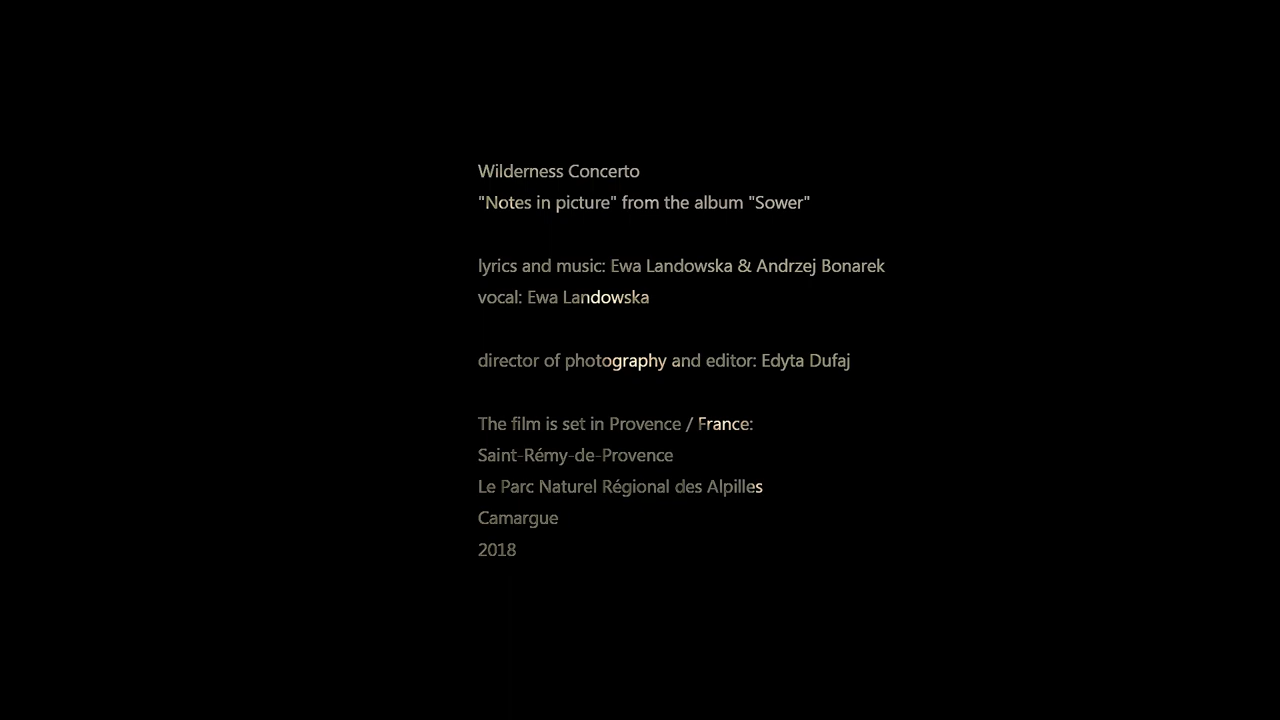 Wilderness Concerto
"Notes in picture" from the album "Sower"
lyrics and music: Ewa Landowska & Andrzej Bonarek
vocal: Ewa Landowska
director of photography and editor: Edyta Dufaj
The film is set in Provence / France:
Saint-Rémy-de-Provence
Le Parc Naturel Régional des Alpilles
Camargue
2018